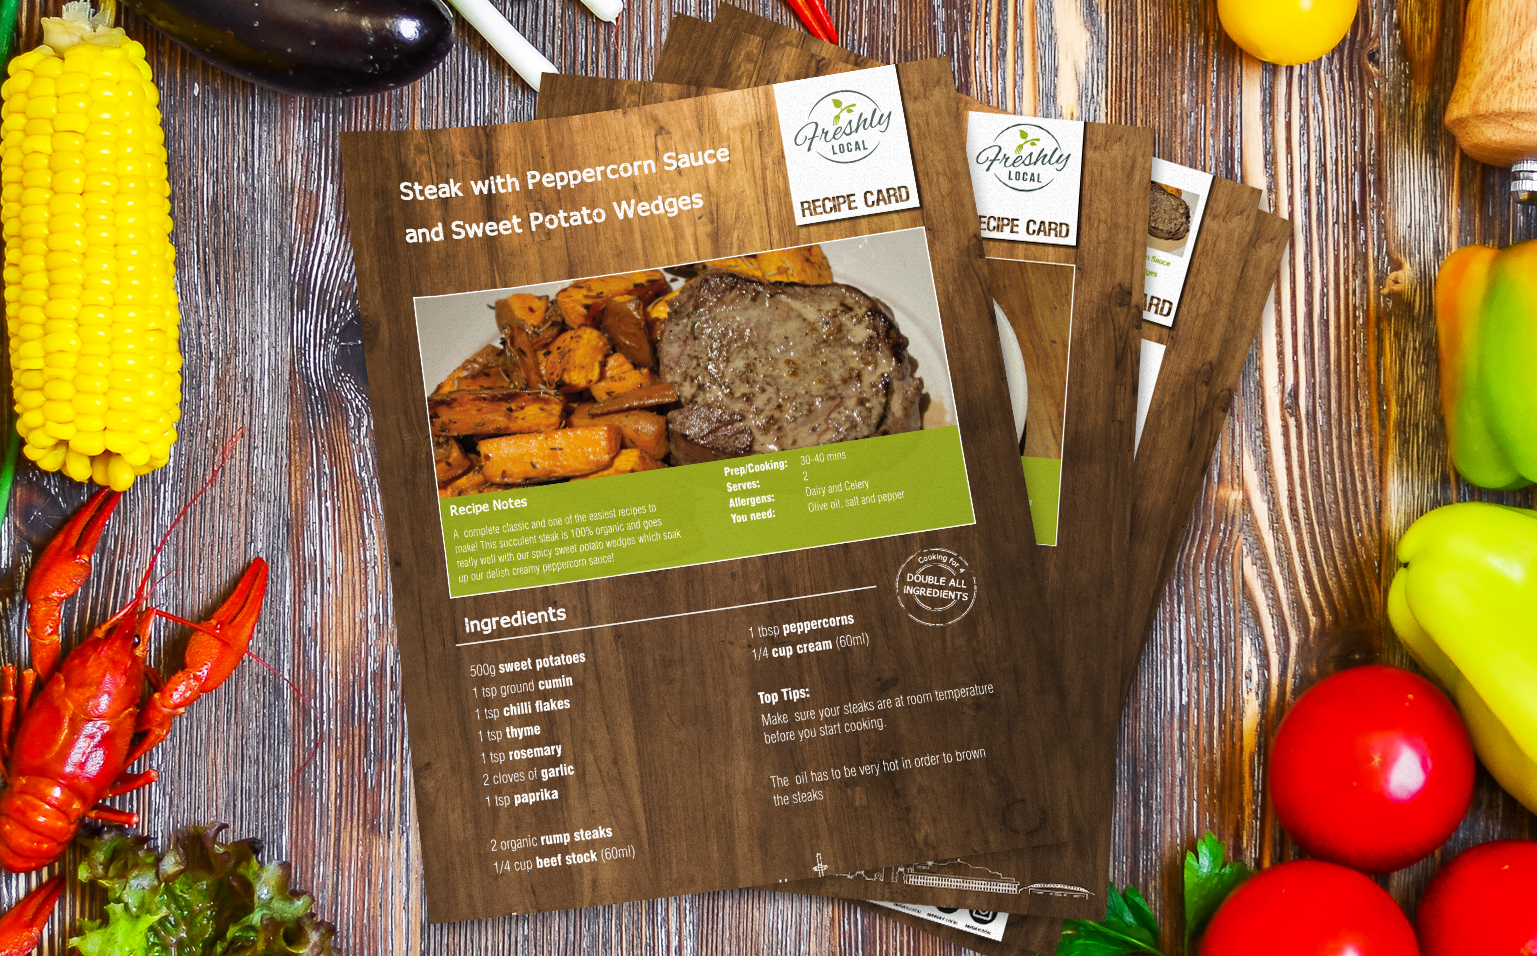 Steak with Peppercorn Sauce
and Sweet Potato Wedges
Freshly
LOCAL
RECIPE CARD
Recipe Notes
A complete classic and one of the easiest recipes to
make! This succulent steak is 100% organic and goes
really well with our spicy sweet potato wedges which soak
up our delish creamy peppercorn sauce!
Prep/Cooking: 30-40 mins
Serves: 2
Allergens: Dairy and Celery
You need: Olive oil, salt and pepper
Cooking for 4
DOUBLE ALL
INGREDIENTS
Ingredients
500g sweet potatoes
1 tsp ground cumin
1 tsp chilli flakes
1 tsp thyme
1 tsp rosemary
2 cloves of garlic
1 tsp paprika
2 organic rump steaks
1/4 cup beef stock (60ml)
1 tbsp peppercorns
1/4 cup cream (60ml)
Top Tips:
Make sure your steaks are at room temperature
before you start cooking.
The oil has to be very hot in order to brown
the steaks
Freshly
LOCAL
ECIPE CARD
Sauce
ges
RD